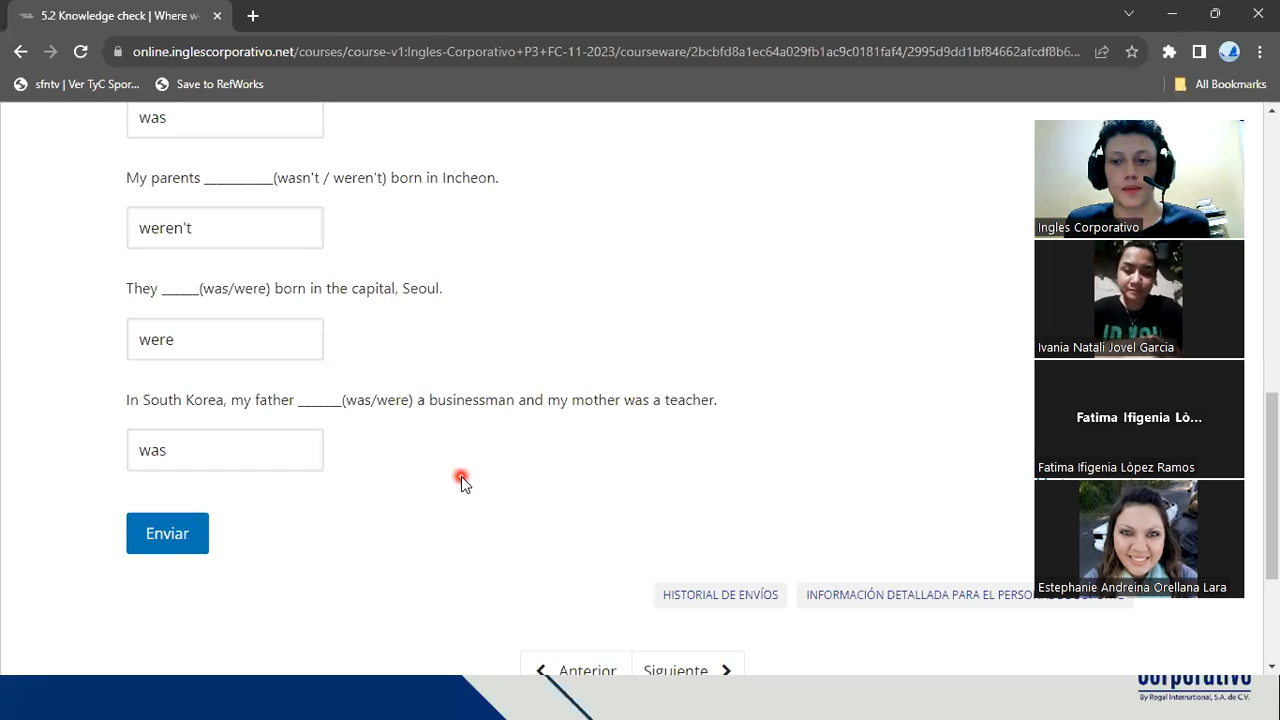 5.2 Knowledge check | Where w
online.inglescorporativo.net/courses/course-v1:Ingles-Corporativo+P3+FC-11-2023/courseware/2bcbfd8a1ec64a029fb1ac9c0181faf4/2995d9dd1bf84662afcdf8b6...
sfntv | Ver TyC Spor...
Save to RefWorks
All Bookmarks
was
My parents ___________(wasn't / weren't) born in Incheon.
weren't
They ______(was/were) born in the capital, Seoul.
were
In South Korea, my father _______(was/were) a businessman and my mother was a teacher.
was
Enviar
HISTORIAL DE ENVÍOS
INFORMACIÓN DETALLADA PARA EL
Anterior
Siguiente
Ingles Corporativo
Ivania Natali Jovel Garcia
Fatima Ifigenia Lò...
Fatima Ifigenia Lòpez Ramos
Estephanie Andreina Orellana Lara
corporativo
By Regal International, S.A. de C.V.